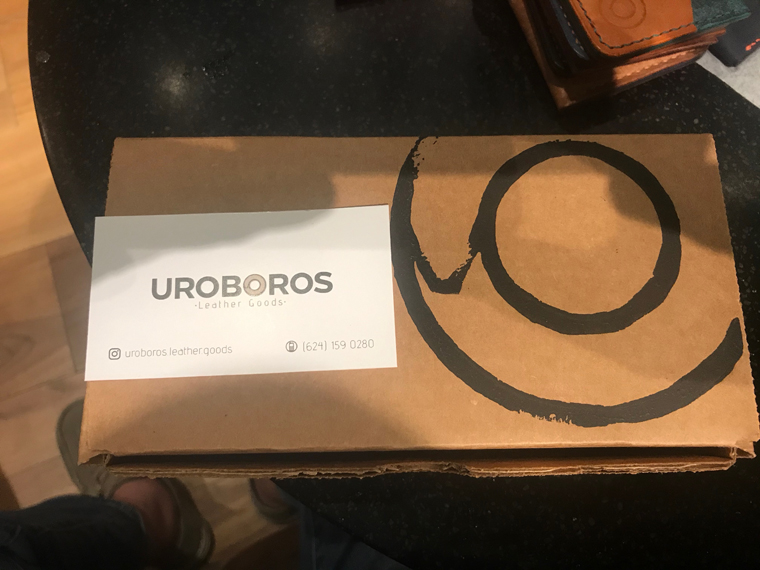 UROBOROS
·Leather Goods·
uroboros.leather.goods
(624) 159 0280